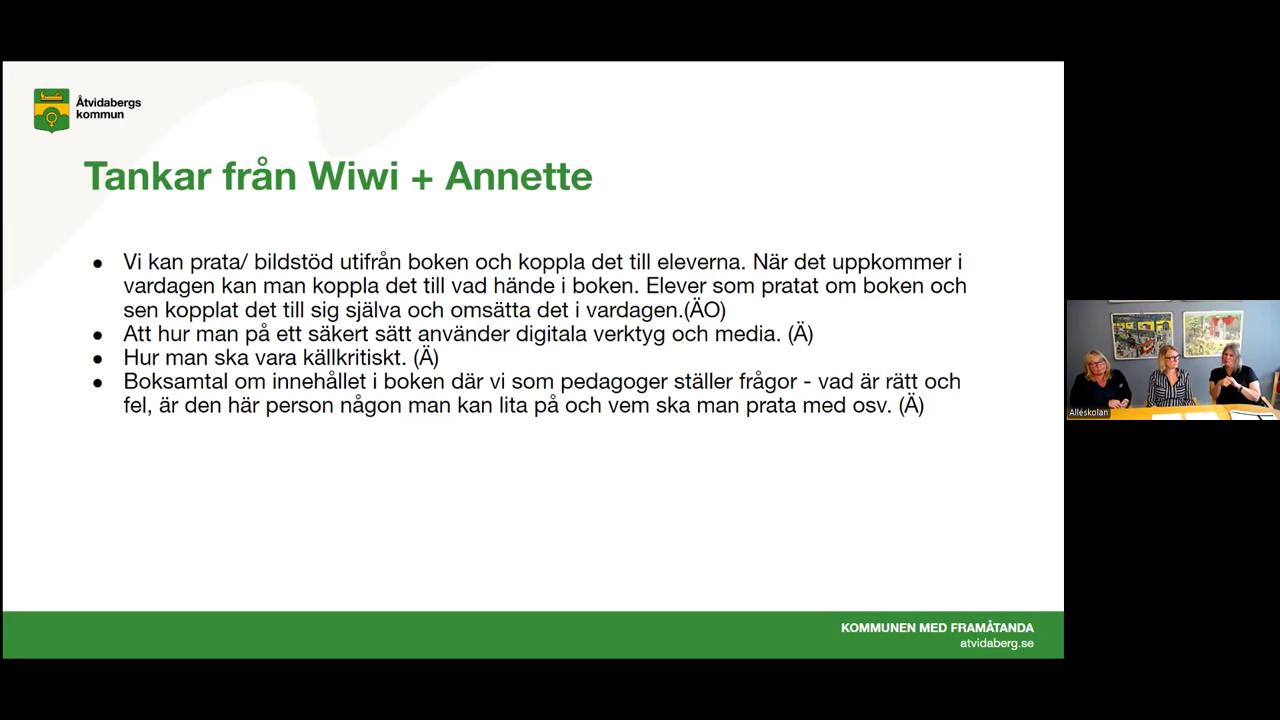 Åtvidabergs
kommun
Tankar från Wiwi + Annette
● Vi kan prata/ bildstöd utifrån boken och koppla det till eleverna. När det uppkommer i
vardagen kan man koppla det till vad hände i boken. Elever som pratat om boken och
sen kopplat det till sig själva och omsätta det i vardagen.(ÄO)
● Att hur man på ett säkert sätt använder digitala verktyg och media. (Ä)
● Hur man ska vara källkritiskt. (Ä)
● Boksamtal om innehållet i boken där vi som pedagoger ställer frågor - vad är rätt och
fel, är den här person någon man kan lita på och vem ska man prata med osv. (Ä)
Alléskolan
KOMMUNEN MED FRAMÅTANDA
atvidaberg.se